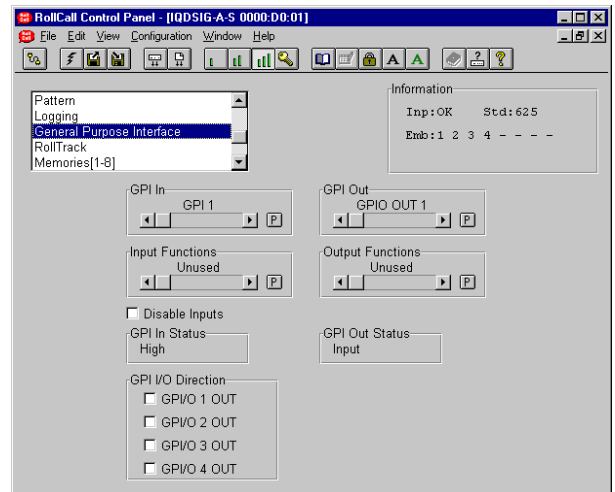 RollCall Control Panel - [IQDSIG-A-S 0000:D0:01]
File Edit View Configuration Window Help
A A A
Pattern
Logging
General Purpose Interface
RollTrack
Memories[1-8]
Information
Inp:OK Std:625
Emb:1 2 3 4 - - - -
GPI In
GPI 1
P
GPI Out
GPIO OUT 1
P
Input Functions
Unused
P
Output Functions
Unused
P
Disable Inputs
GPI In Status
High
GPI Out Status
Input
GPI I/O Direction
GPI/O 1 OUT
GPI/O 2 OUT
GPI/O 3 OUT
GPI/O 4 OUT